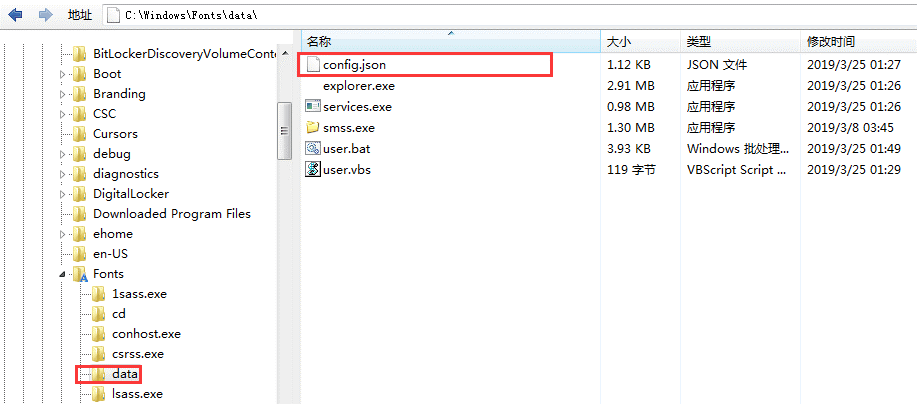 地址 C:\Windows\Fonts\data\
BitLockerDiscoveryVolumeConte
Boot
Branding
CSC
Cursors
debug
diagnostics
DigitalLocker
Downloaded Program Files
ehome
en-US
Fonts
1sass.exe
cd
conhost.exe
csrss.exe
data
lsass.exe
名称 大小 类型 修改时间
config.json 1.12 KB JSON 文件 2019/3/25 01:27
explorer.exe 2.91 MB 应用程序 2019/3/25 01:26
services.exe 0.98 MB 应用程序 2019/3/25 01:26
smss.exe 1.30 MB 应用程序 2019/3/8 03:45
user.bat 3.93 KB Windows 批处理... 2019/3/25 01:49
user.vbs 119 字节 VBScript Script ... 2019/3/25 01:29